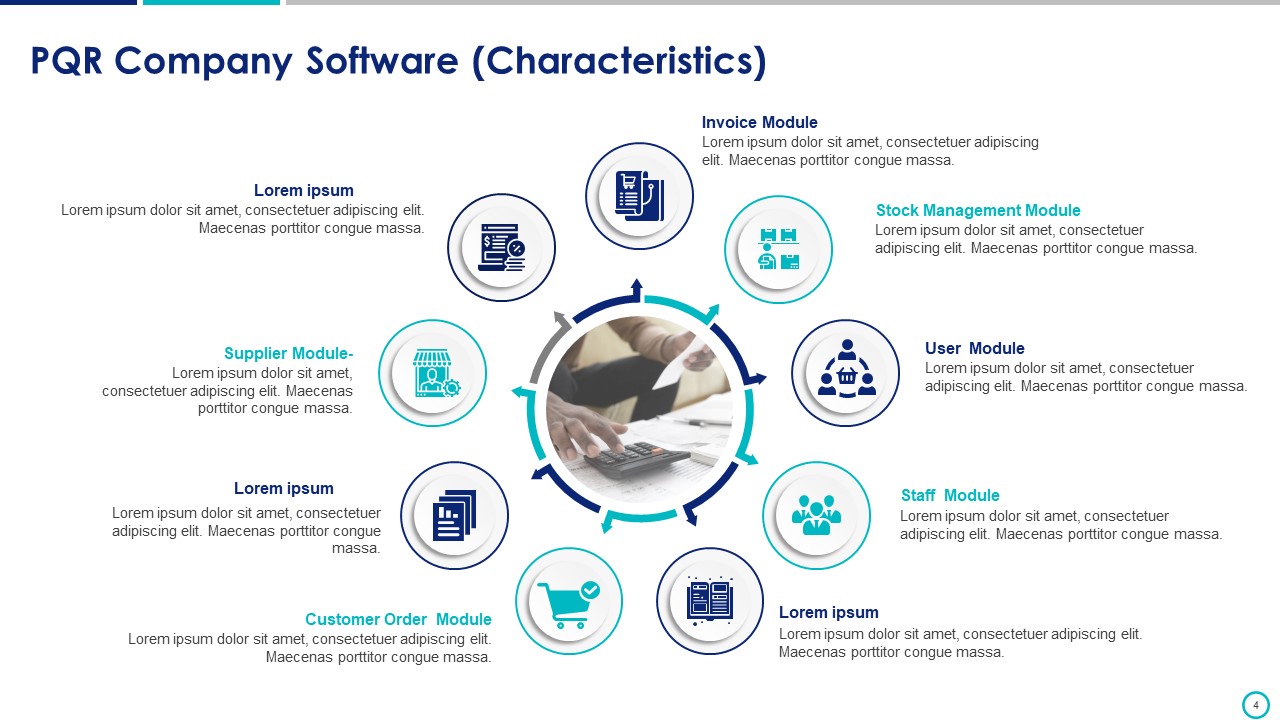 PQR Company Software (Characteristics)
Invoice Module
Lorem ipsum dolor sit amet, consectetuer adipiscing
elit. Maecenas porttitor congue massa.
Stock Management Module
Lorem ipsum dolor sit amet, consectetuer
adipiscing elit. Maecenas porttitor congue massa.
User  Module
Lorem ipsum dolor sit amet, consectetuer
adipiscing elit. Maecenas porttitor congue massa.
Staff  Module
Lorem ipsum dolor sit amet, consectetuer
adipiscing elit. Maecenas porttitor congue massa.
Lorem ipsum
Lorem ipsum dolor sit amet, consectetuer adipiscing elit.
Maecenas porttitor congue massa.
Customer Order  Module
Lorem ipsum dolor sit amet, consectetuer adipiscing elit.
Maecenas porttitor congue massa.
Lorem ipsum
Lorem ipsum dolor sit amet, consectetuer
adipiscing elit. Maecenas porttitor congue
massa.
Supplier Module-
Lorem ipsum dolor sit amet,
consectetuer adipiscing elit. Maecenas
porttitor congue massa.
Lorem ipsum
Lorem ipsum dolor sit amet, consectetuer adipiscing elit.
Maecenas porttitor congue massa.
$
%
4